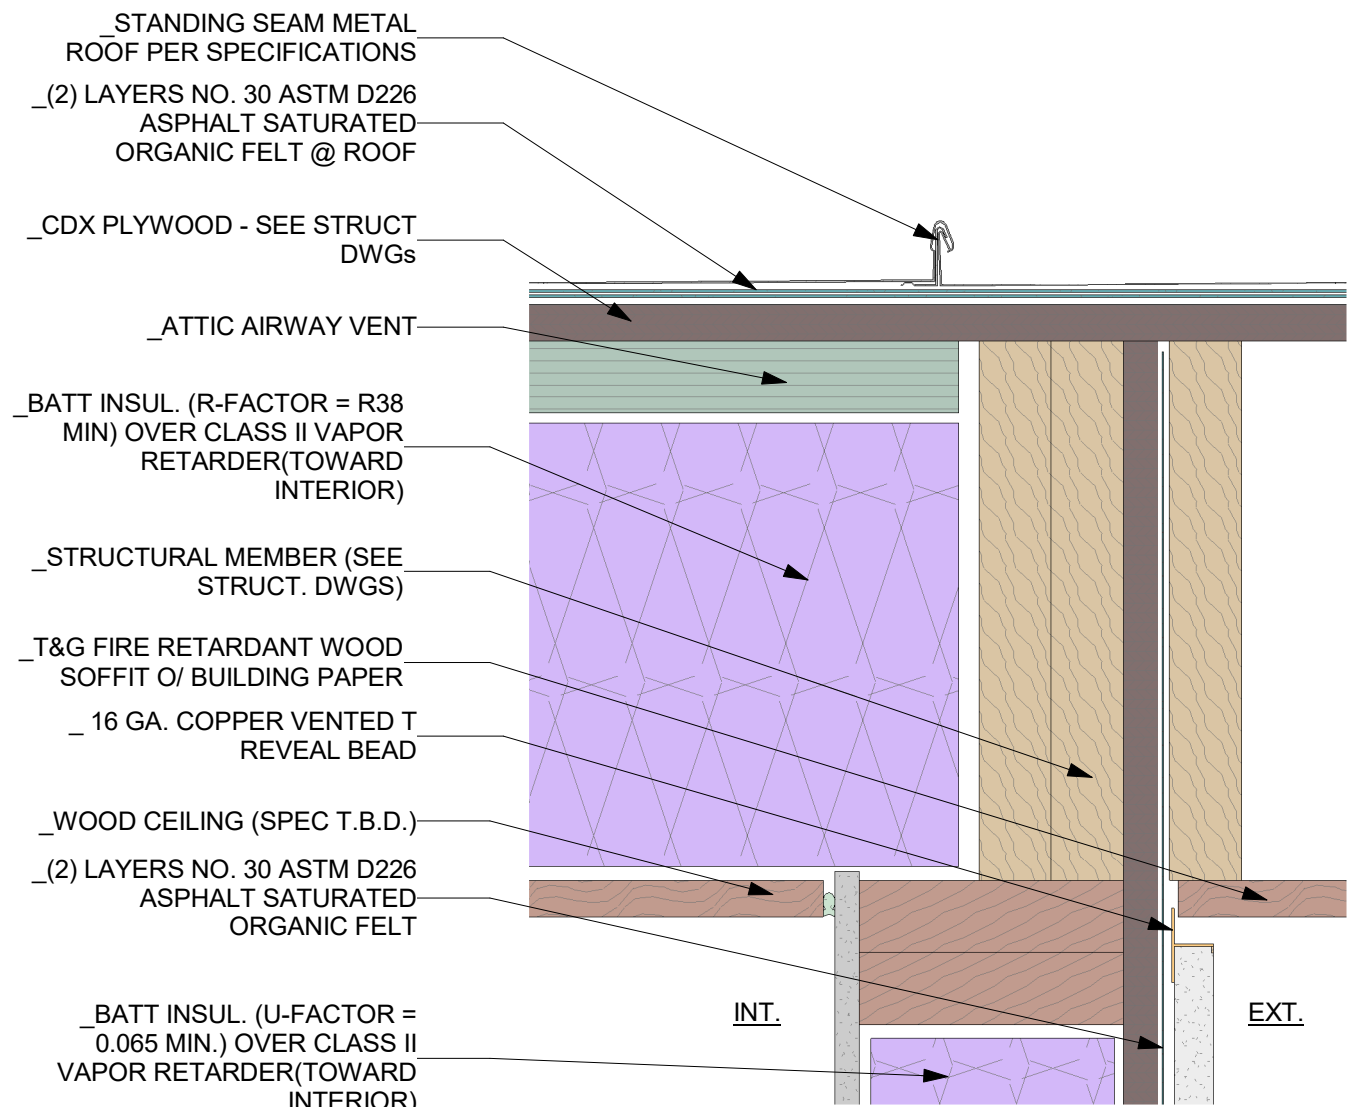 _STANDING SEAM METAL
ROOF PER SPECIFICATIONS
_(2) LAYERS NO. 30 ASTM D226
ASPHALT SATURATED
ORGANIC FELT @ ROOF
_CDX PLYWOOD - SEE STRUCT
DWGs
_ATTIC AIRWAY VENT
_BATT INSUL. (R-FACTOR = R38
MIN) OVER CLASS II VAPOR
RETARDER(TOWARD
INTERIOR)
_STRUCTURAL MEMBER (SEE
STRUCT. DWGS)
_T&G FIRE RETARDANT WOOD
SOFFIT O/ BUILDING PAPER
_ 16 GA. COPPER VENTED T
REVEAL BEAD
_WOOD CEILING (SPEC T.B.D.)
_(2) LAYERS NO. 30 ASTM D226
ASPHALT SATURATED
ORGANIC FELT
_BATT INSUL. (U-FACTOR =
0.065 MIN.) OVER CLASS II
VAPOR RETARDER(TOWARD
INTERIOR)
INT.
EXT.